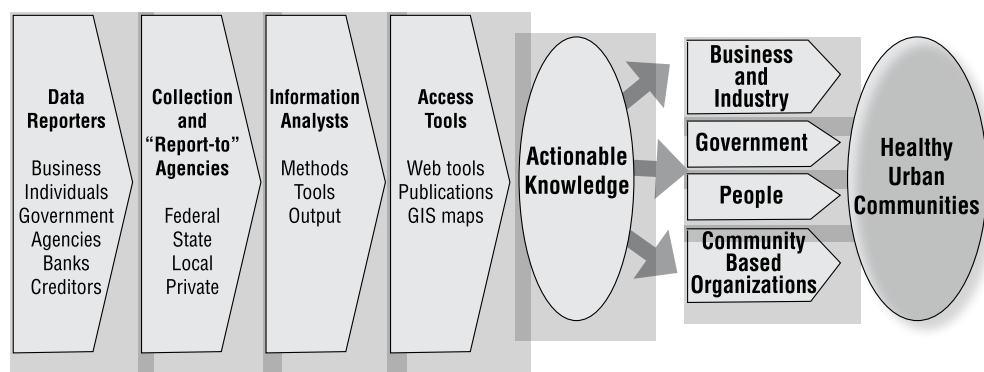 Data
Reporters
Business
Individuals
Government
Agencies
Banks
Creditors
Collection
and
“Report-to”
Agencies
Federal
State
Local
Private
Information
Analysts
Methods
Tools
Output
Access
Tools
Web tools
Publications
GIS maps
Actionable
Knowledge
Business
and
Industry
Government
People
Community
Based
Organizations
Healthy
Urban
Communities